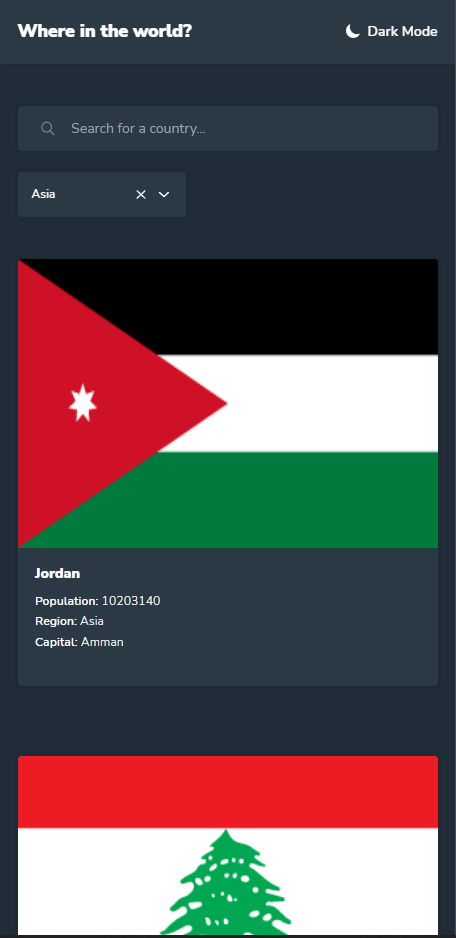 Where in the world?
Dark Mode
Search for a country...
Asia
Jordan
Population: 10203140
Region: Asia
Capital: Amman